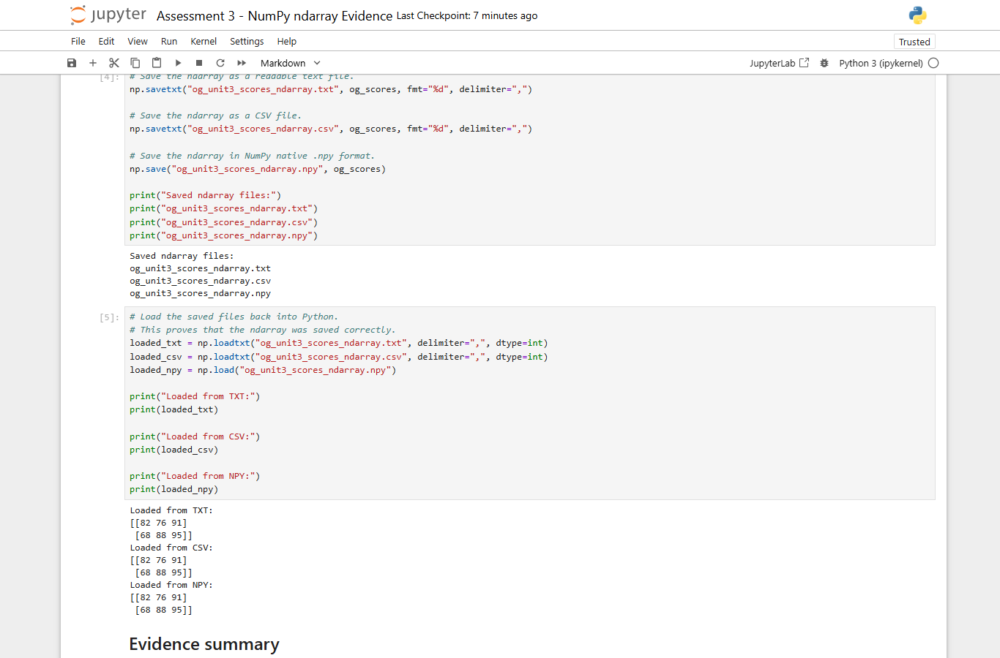 jupyter Assessment 3 - NumPy ndarray Evidence Last Checkpoint: 7 minutes ago
File Edit View Run Kernel Settings Help
Trusted
Markdown
JupyterLab
Python 3 (ipykernel)
[4]: # Save the ndarray as a readable text file.
np.savetxt("og_unit3_scores_ndarray.txt", og_scores, fmt="%d", delimiter=",")
# Save the ndarray as a CSV file.
np.savetxt("og_unit3_scores_ndarray.csv", og_scores, fmt="%d", delimiter=",")
# Save the ndarray in NumPy native .npy format.
np.save("og_unit3_scores_ndarray.npy", og_scores)
print("Saved ndarray files:")
print("og_unit3_scores_ndarray.txt")
print("og_unit3_scores_ndarray.csv")
print("og_unit3_scores_ndarray.npy")
Saved ndarray files:
og_unit3_scores_ndarray.txt
og_unit3_scores_ndarray.csv
og_unit3_scores_ndarray.npy
[5]: # Load the saved files back into Python.
# This proves that the ndarray was saved correctly.
loaded_txt = np.loadtxt("og_unit3_scores_ndarray.txt", delimiter=",", dtype=int)
loaded_csv = np.loadtxt("og_unit3_scores_ndarray.csv", delimiter=",", dtype=int)
loaded_npy = np.load("og_unit3_scores_ndarray.npy")
print("Loaded from TXT:")
print(loaded_txt)
print("Loaded from CSV:")
print(loaded_csv)
print("Loaded from NPY:")
print(loaded_npy)
Loaded from TXT:
[[82 76 91]
[68 88 95]]
Loaded from CSV:
[[82 76 91]
[68 88 95]]
Loaded from NPY:
[[82 76 91]
[68 88 95]]
Evidence summary